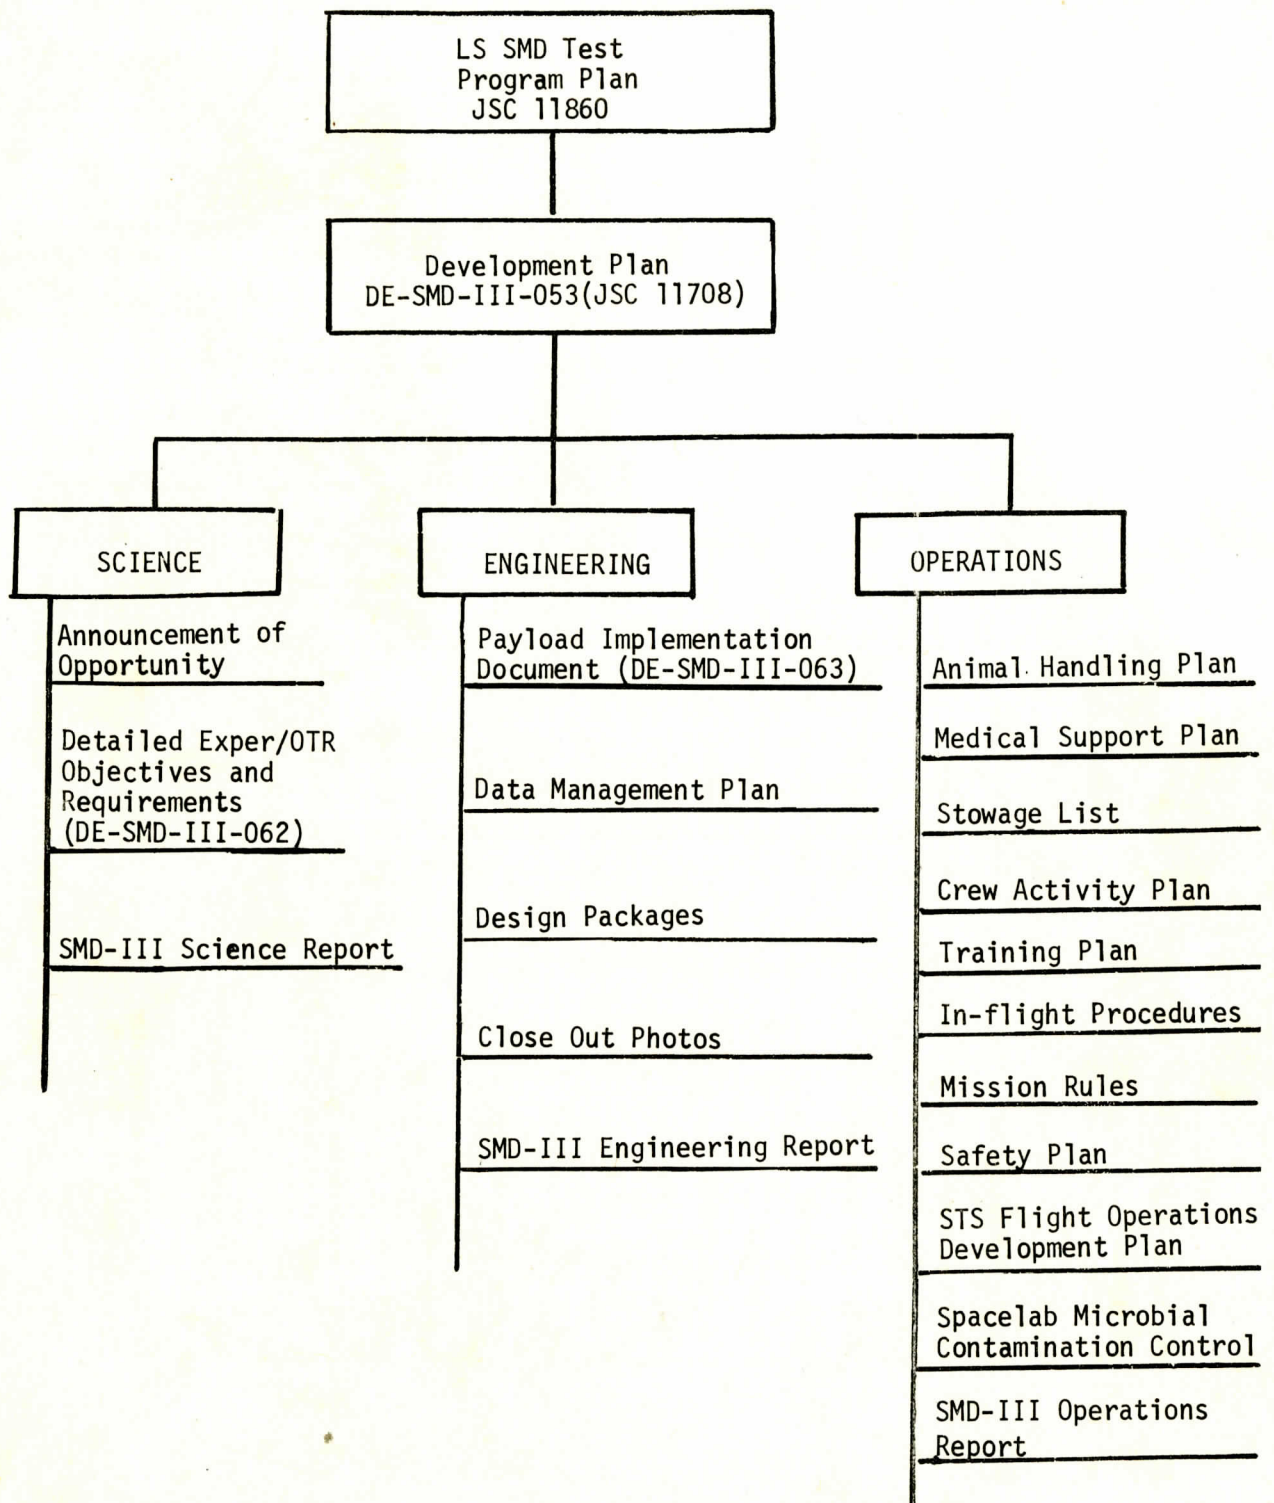 LS SMD Test
Program Plan
JSC 11860
Development Plan
DE-SMD-III-053(JSC 11708)
SCIENCE
Announcement of
Opportunity
Detailed Exper/OTR
Objectives and
Requirements
(DE-SMD-III-062)
SMD-III Science Report
ENGINEERING
Payload Implementation
Document (DE-SMD-III-063)
Data Management Plan
Design Packages
Close Out Photos
SMD-III Engineering Report
OPERATIONS
Animal Handling Plan
Medical Support Plan
Stowage List
Crew Activity Plan
Training Plan
In-flight Procedures
Mission Rules
Safety Plan
STS Flight Operations
Development Plan
Spacelab Microbial
Contamination Control
SMD-III Operations
Report